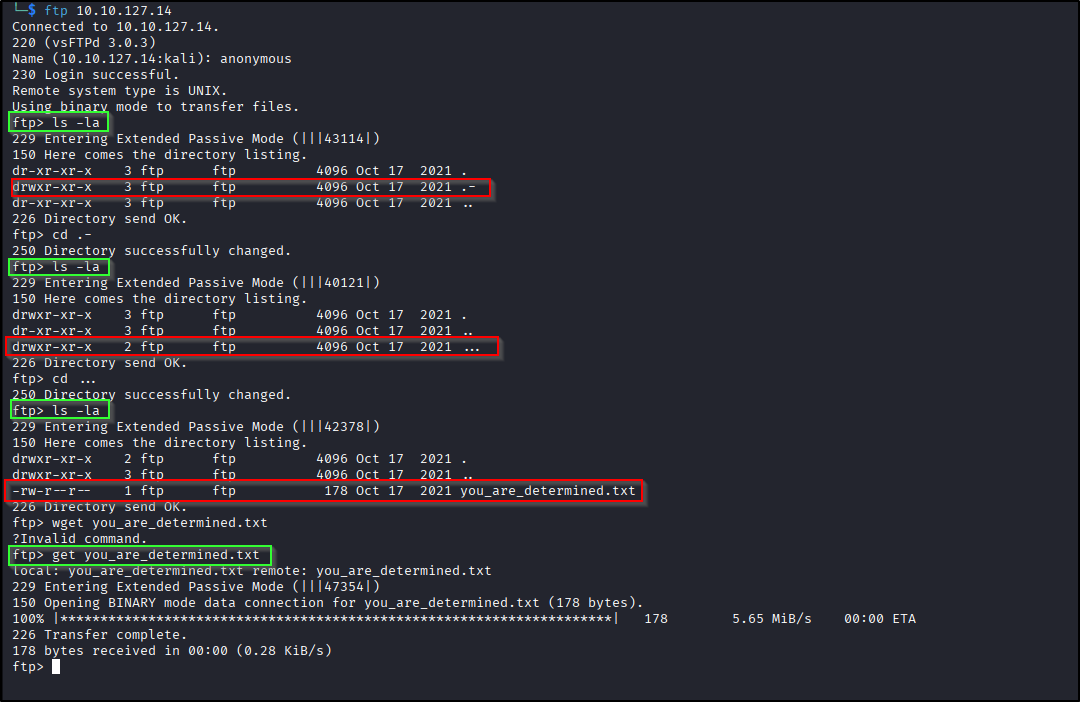 └─$ ftp 10.10.127.14
Connected to 10.10.127.14.
220 (vsFTPd 3.0.3)
Name (10.10.127.14:kali): anonymous
230 Login successful.
Remote system type is UNIX.
Using binary mode to transfer files.
ftp> ls -la
229 Entering Extended Passive Mode (|||43114|)
150 Here comes the directory listing.
dr-xr-xr-x    3 ftp      ftp          4096 Oct 17  2021 .
drwxr-xr-x    3 ftp      ftp          4096 Oct 17  2021 .-
dr-xr-xr-x    3 ftp      ftp          4096 Oct 17  2021 ..
226 Directory send OK.
ftp> cd .-
250 Directory successfully changed.
ftp> ls -la
229 Entering Extended Passive Mode (|||40121|)
150 Here comes the directory listing.
drwxr-xr-x    3 ftp      ftp          4096 Oct 17  2021 .
dr-xr-xr-x    3 ftp      ftp          4096 Oct 17  2021 ..
drwxr-xr-x    2 ftp      ftp          4096 Oct 17  2021 ...
226 Directory send OK.
ftp> cd ...
250 Directory successfully changed.
ftp> ls -la
229 Entering Extended Passive Mode (|||42378|)
150 Here comes the directory listing.
drwxr-xr-x    2 ftp      ftp          4096 Oct 17  2021 .
drwxr-xr-x    3 ftp      ftp          4096 Oct 17  2021 ..
-rw-r--r--    1 ftp      ftp           178 Oct 17  2021 you_are_determined.txt
226 Directory send OK.
ftp> wget you_are_determined.txt
?Invalid command.
ftp> get you_are_determined.txt
local: you_are_determined.txt remote: you_are_determined.txt
229 Entering Extended Passive Mode (|||47354|)
150 Opening BINARY mode data connection for you_are_determined.txt (178 bytes).
100% |*********************************************************************|   178        5.65 MiB/s    00:00 ETA
226 Transfer complete.
178 bytes received in 00:00 (0.28 KiB/s)
ftp>